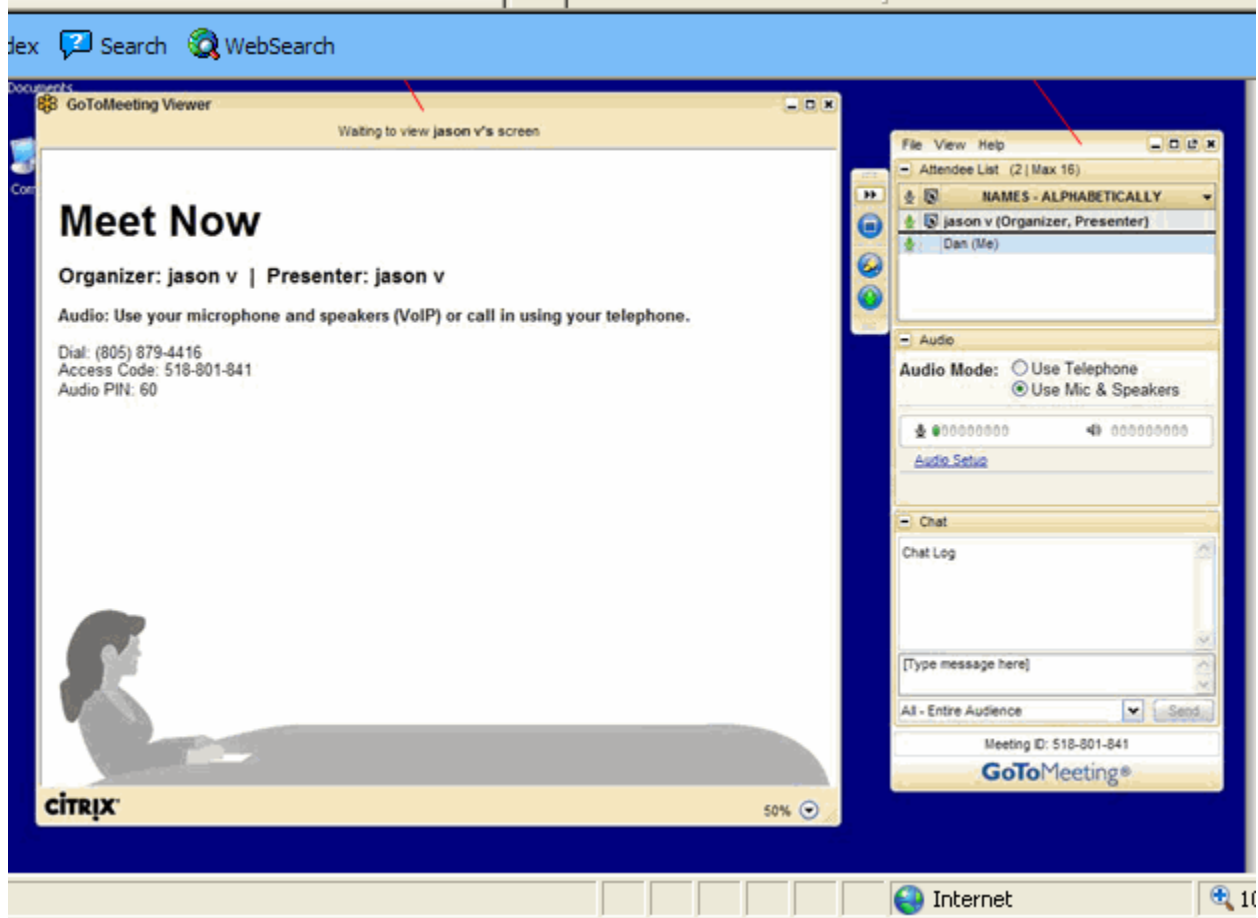 Search WebSearch
Documents
GoToMeeting Viewer
Waiting to view jason v's screen
Meet Now
Organizer: jason v | Presenter: jason v
Audio: Use your microphone and speakers (VoIP) or call in using your telephone.
Dial: (805) 879-4416
Access Code: 518-801-841
Audio PIN: 60
CİTRIX
50%
File View Help
Attendee List (2 | Max 16)
NAMES - ALPHABETICALLY
jason v (Organizer, Presenter)
Dan (Me)
Audio
Audio Mode: Use Telephone
Use Mic & Speakers
Audio Setup
Chat
Chat Log
[Type message here]
All - Entire Audience Send
Meeting ID: 518-801-841
GoToMeeting®
Internet